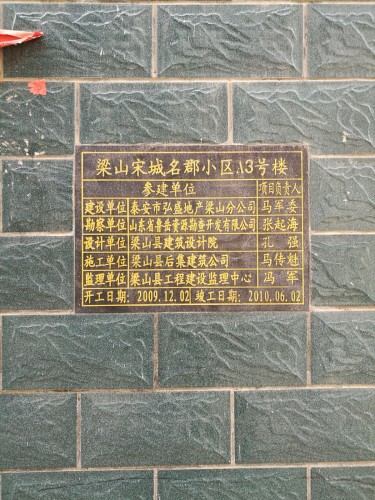 梁山宋城名郡小区A3号楼
参建单位 项目负责人
建设单位 泰安市弘盛地产梁山分公司 马军委
勘察单位 山东省鲁岳资源勘查开发有限公司 张起海
设计单位 梁山县建筑设计院 孔强
施工单位 梁山县后集建筑公司 马传魁
监理单位 梁山县工程建设监理中心 冯军
开工日期：2009.12.02 竣工日期：2010.06.02